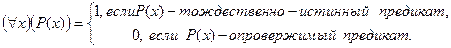 (∀x)(P(x)) = { 1, если P(x) – тождественно – истинный предикат,
0, если P(x) – опровержимый предикат.